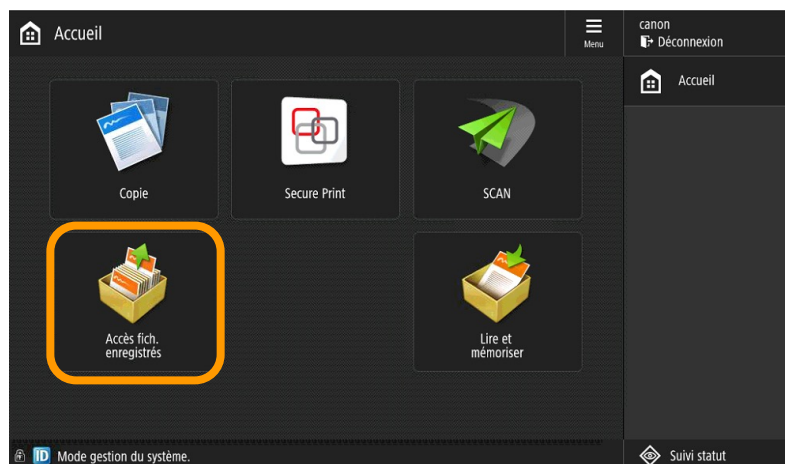 Accueil
Menu
canon
Déconnexion
Accueil
Copie
Secure Print
SCAN
Accès fich.
enregistrés
Lire et
mémoriser
ID Mode gestion du système.
Suivi statut